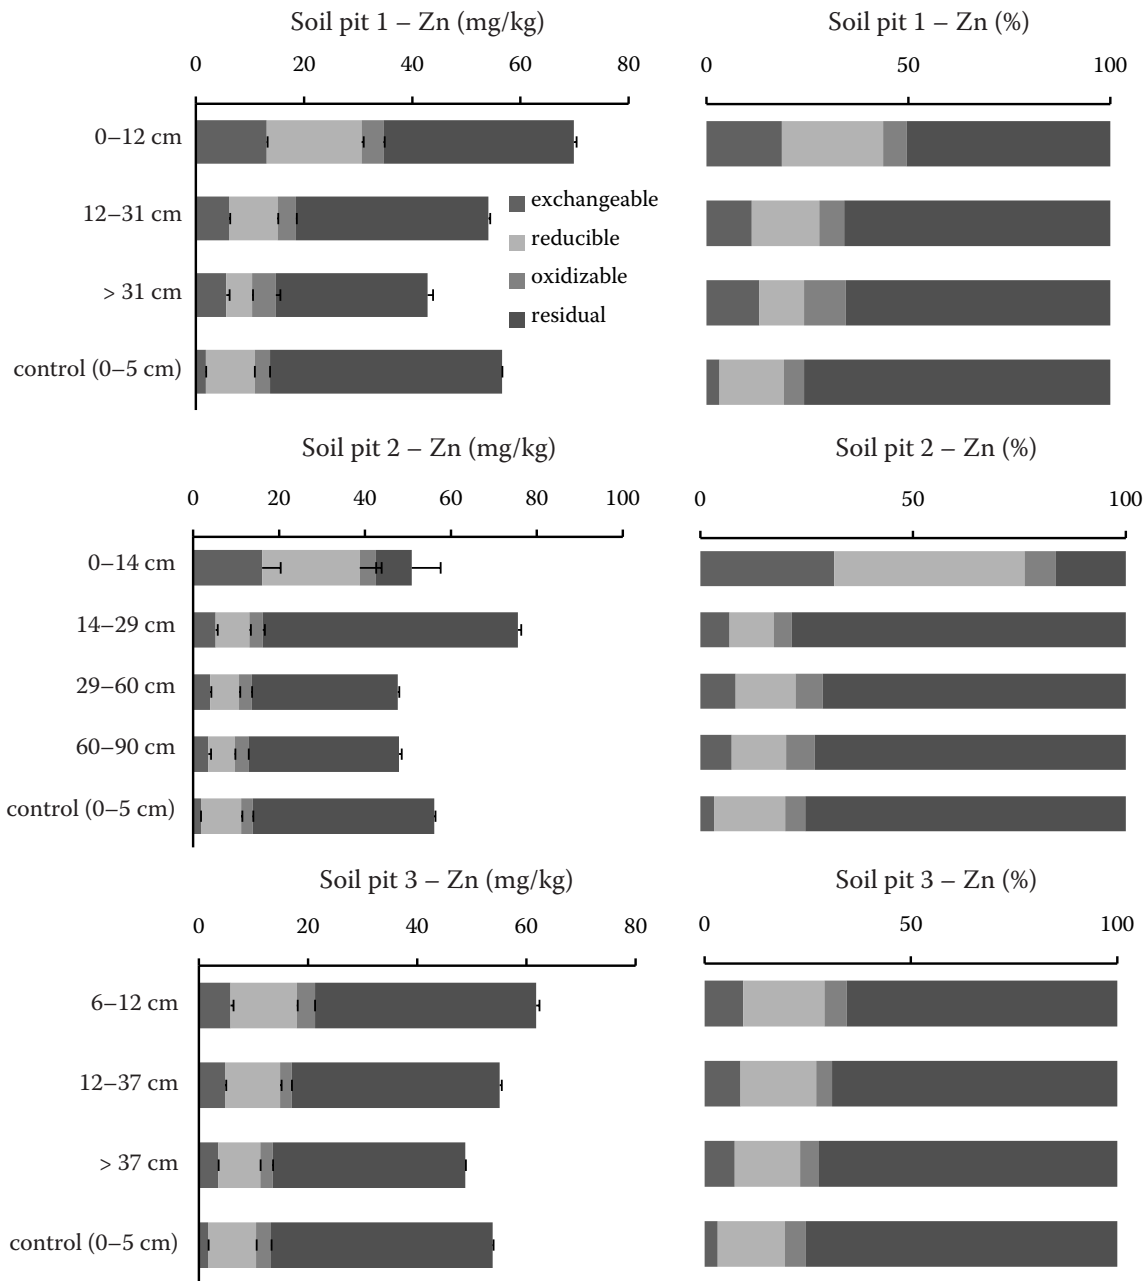 Soil pit 1 – Zn (mg/kg)
Soil pit 1 – Zn (%)
0 20 40 60 80
0 50 100
0–12 cm
12–31 cm
> 31 cm
control (0–5 cm)
exchangeable
reducible
oxidizable
residual
Soil pit 2 – Zn (mg/kg)
Soil pit 2 – Zn (%)
0 20 40 60 80 100
0 50 100
0–14 cm
14–29 cm
29–60 cm
60–90 cm
control (0–5 cm)
Soil pit 3 – Zn (mg/kg)
Soil pit 3 – Zn (%)
0 20 40 60 80
0 50 100
6–12 cm
12–37 cm
> 37 cm
control (0–5 cm)